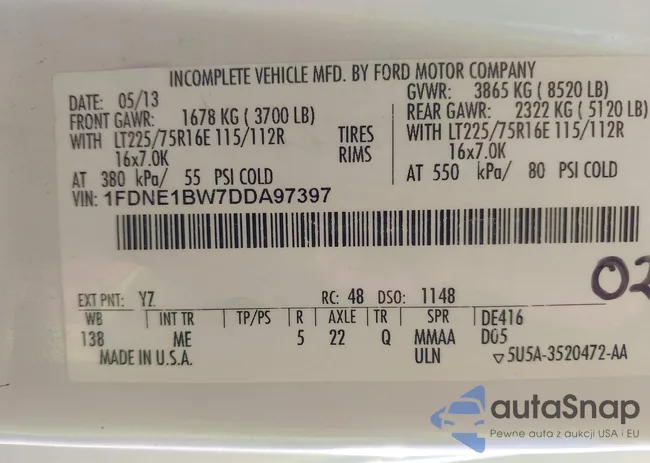 INCOMPLETE VEHICLE MFD. BY FORD MOTOR COMPANY
DATE: 05/13 GVWR: 3865 KG ( 8520 LB)
FRONT GAWR: 1678 KG ( 3700 LB) REAR GAWR: 2322 KG ( 5120 LB)
WITH LT225/75R16E 115/112R TIRES WITH LT225/75R16E 115/112R
16x7.0K RIMS 16x7.0K
AT 380 kPa/ 55 PSI COLD AT 550 kPa/ 80 PSI COLD
VIN: 1FDNE1BW7DDA97397
02
EXT PNT: YZ RC: 48 DSO: 1148
WB INT TR TP/PS R AXLE TR SPR DE416
138 ME 5 22 Q MMAA D05
MADE IN U.S.A. ULN ▽5U5A-3520472-AA
autaSnap
Pewne auta z aukcji USA i EU